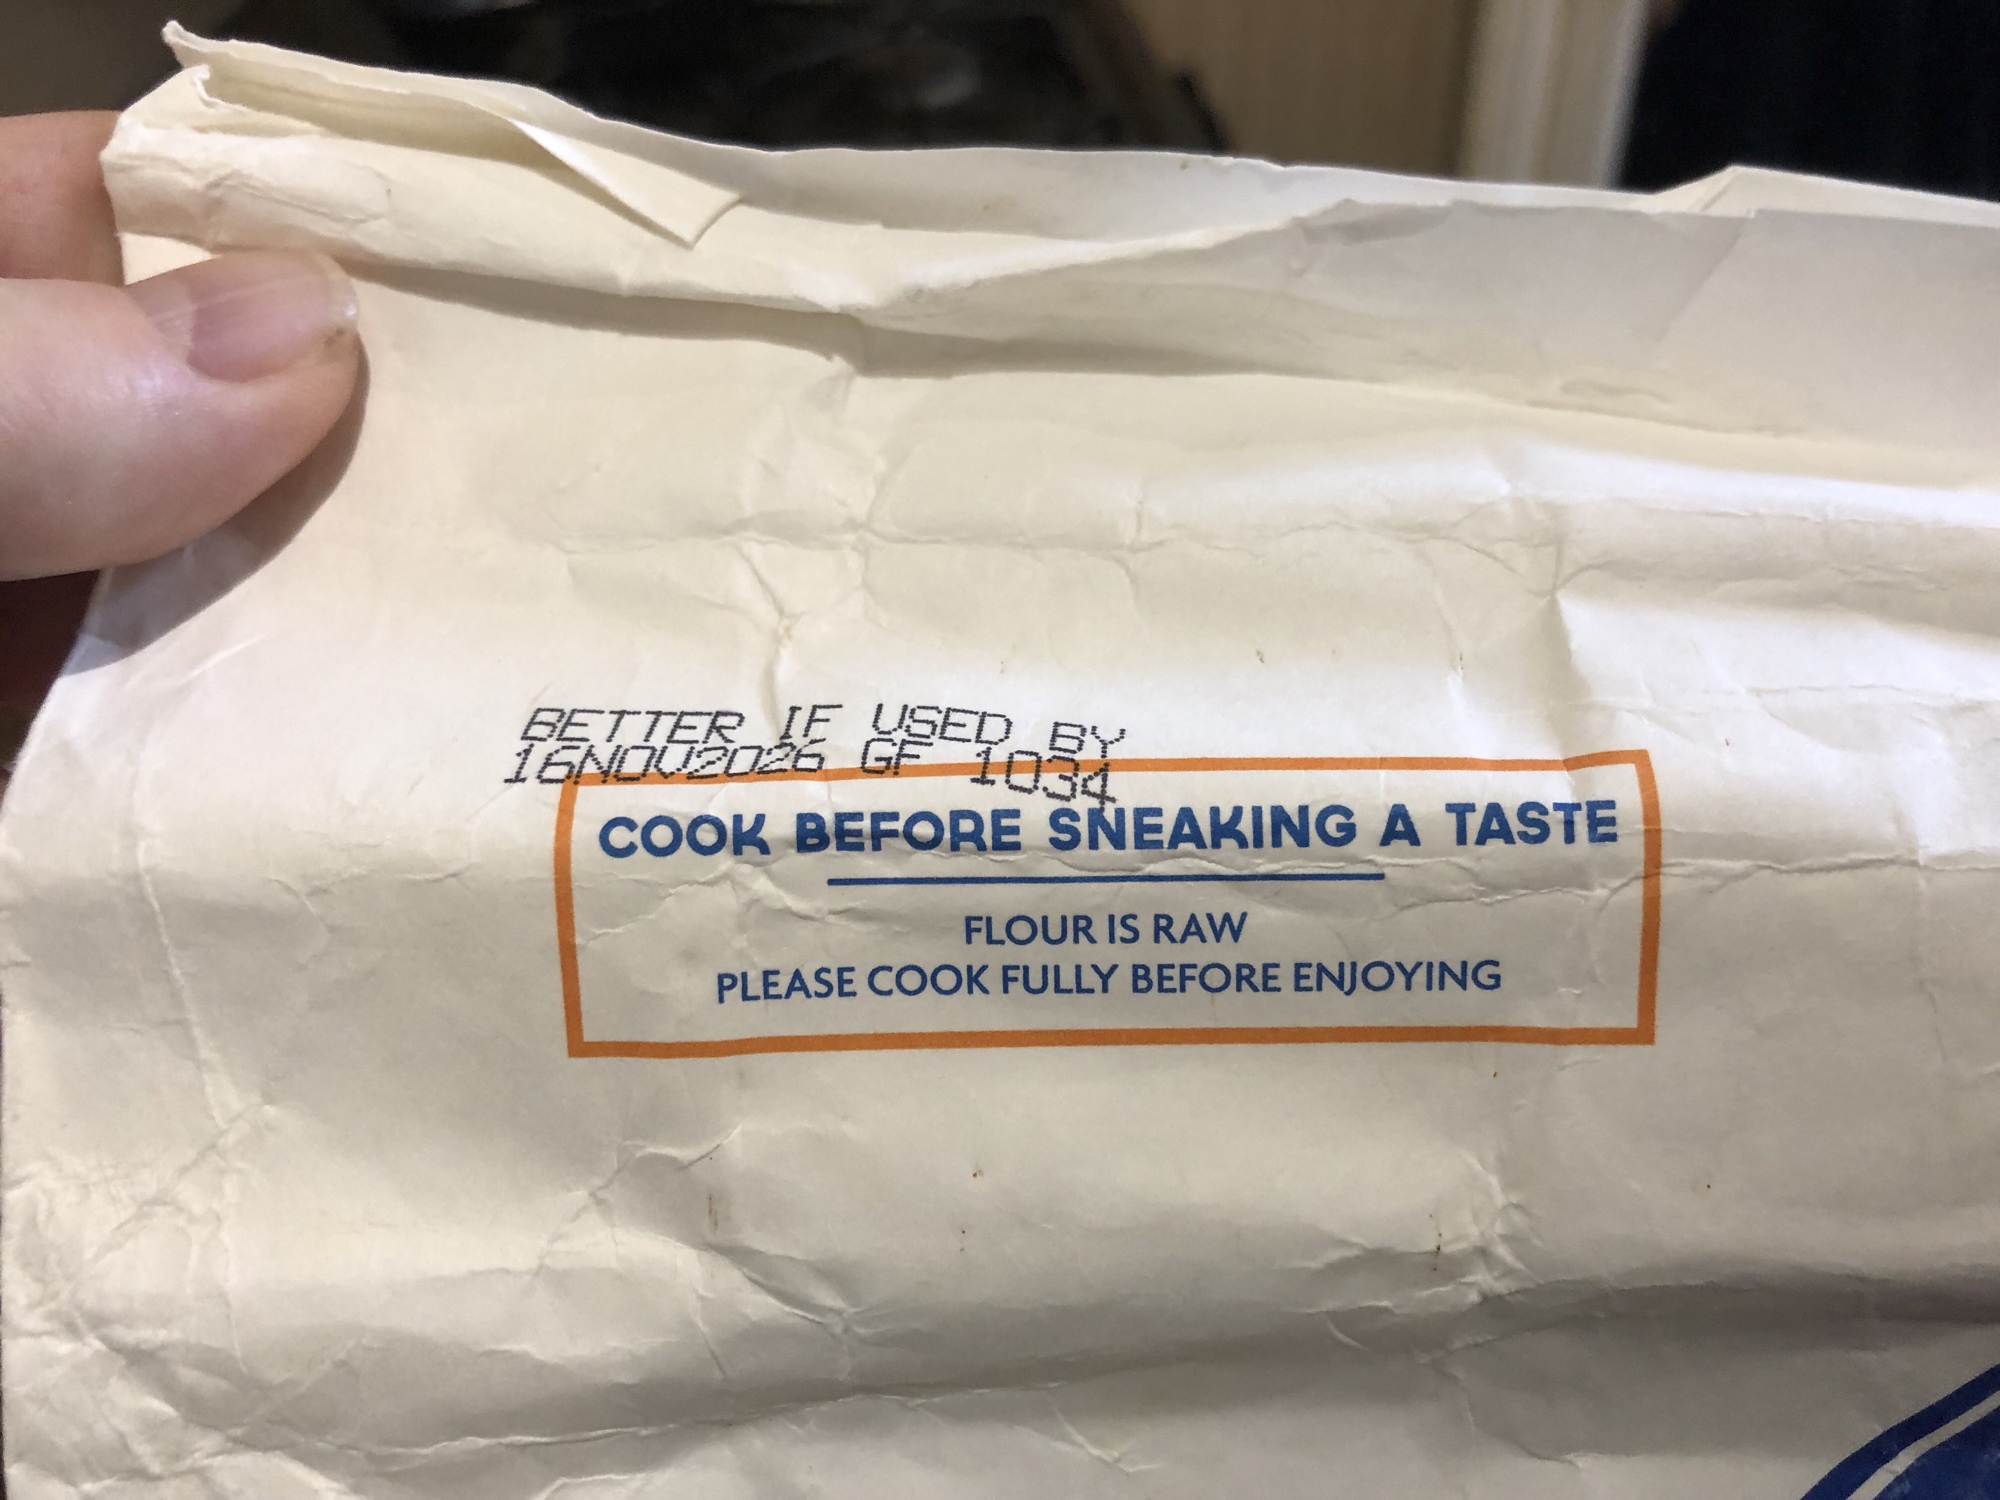 BETTER IF USED BY
16NOV2026 GF 1034
COOK BEFORE SNEAKING A TASTE
FLOUR IS RAW
PLEASE COOK FULLY BEFORE ENJOYING